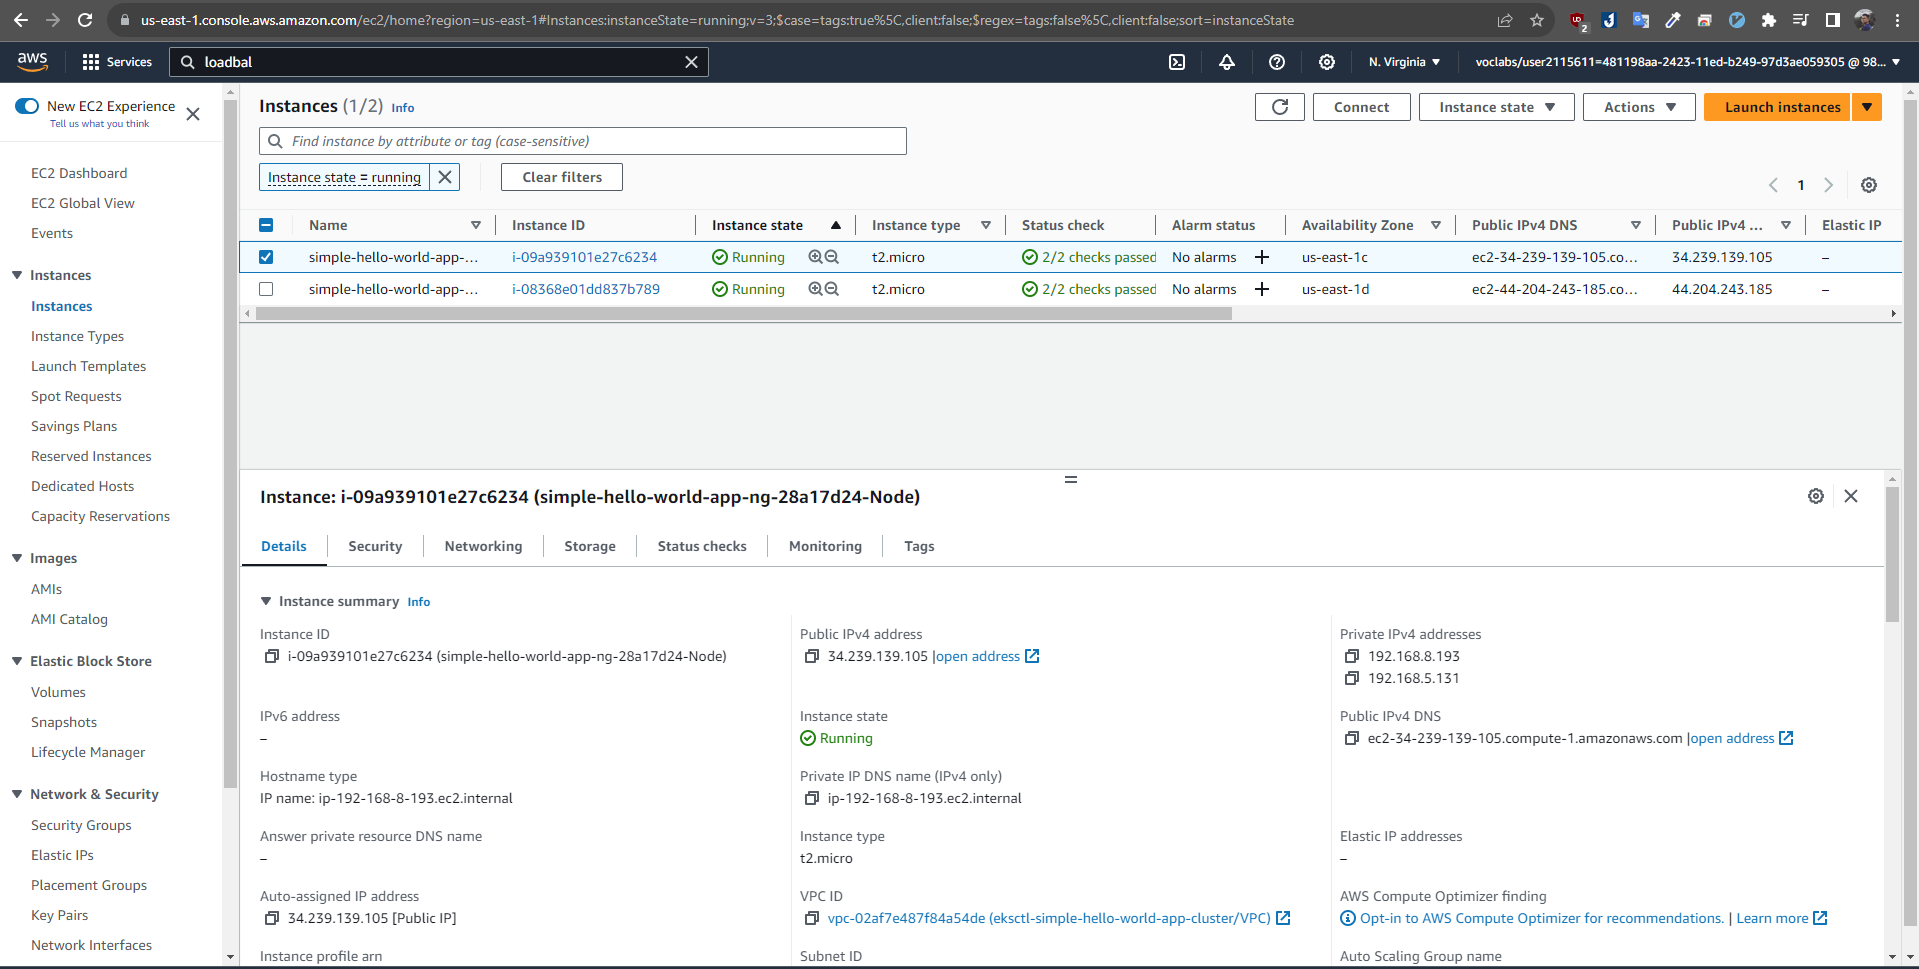 us-east-1.console.aws.amazon.com/ec2/home?region=us-east-1#Instances:instanceState=running;v=3;$case=tags:true%5C,client:false;$regex=tags:false%5C,client:false;sort=instanceState
2
aws
Services
loadbal
N. Virginia
voclabs/user2115611=481198aa-2423-11ed-b249-97d3ae059305 @ 98...
New EC2 Experience
Tell us what you think
EC2 Dashboard
EC2 Global View
Events
Instances
Instances
Instance Types
Launch Templates
Spot Requests
Savings Plans
Reserved Instances
Dedicated Hosts
Capacity Reservations
Images
AMIs
AMI Catalog
Elastic Block Store
Volumes
Snapshots
Lifecycle Manager
Network & Security
Security Groups
Elastic IPs
Placement Groups
Key Pairs
Network Interfaces
Instances (1/2) Info
Connect
Instance state
Actions
Launch instances
Find instance by attribute or tag (case-sensitive)
Instance state = running
Clear filters
1
Name Instance ID Instance state Instance type Status check Alarm status Availability Zone Public IPv4 DNS Public IPv4 ... Elastic IP
simple-hello-world-app-... i-09a939101e27c6234 Running t2.micro 2/2 checks passed No alarms + us-east-1c ec2-34-239-139-105.co... 34.239.139.105 –
simple-hello-world-app-... i-08368e01dd837b789 Running t2.micro 2/2 checks passed No alarms + us-east-1d ec2-44-204-243-185.co... 44.204.243.185 –
Instance: i-09a939101e27c6234 (simple-hello-world-app-ng-28a17d24-Node)
Details Security Networking Storage Status checks Monitoring Tags
Instance summary Info
Instance ID
i-09a939101e27c6234 (simple-hello-world-app-ng-28a17d24-Node)
Public IPv4 address
34.239.139.105 |open address
Private IPv4 addresses
192.168.8.193
192.168.5.131
IPv6 address
–
Instance state
Running
Public IPv4 DNS
ec2-34-239-139-105.compute-1.amazonaws.com |open address
Hostname type
IP name: ip-192-168-8-193.ec2.internal
Private IP DNS name (IPv4 only)
ip-192-168-8-193.ec2.internal
Answer private resource DNS name
–
Instance type
t2.micro
Elastic IP addresses
–
Auto-assigned IP address
34.239.139.105 [Public IP]
VPC ID
vpc-02af7e487f84a54de (eksctl-simple-hello-world-app-cluster/VPC)
AWS Compute Optimizer finding
Opt-in to AWS Compute Optimizer for recommendations. | Learn more
Instance profile arn
Subnet ID
Auto Scaling Group name